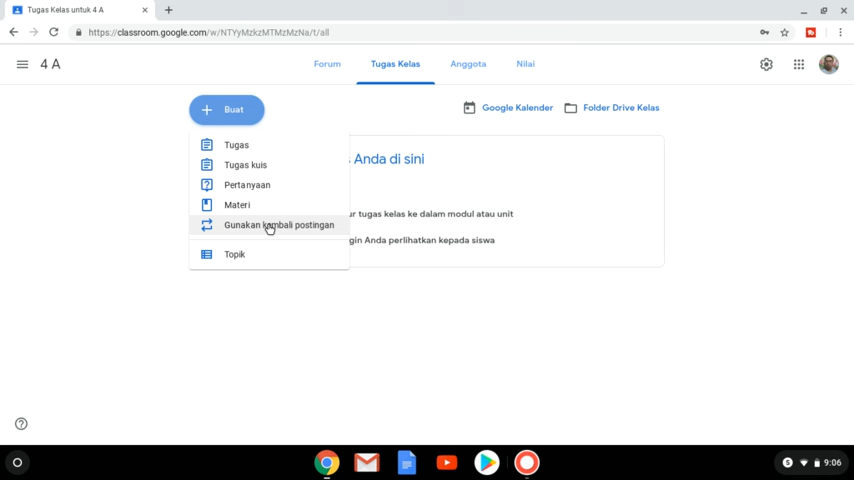 Tugas Kelas untuk 4 A
https://classroom.google.com/w/NTYyMzkzMTMzMzNa/t/all
4 A
Forum
Tugas Kelas
Anggota
Nilai
Buat
Google Kalender
Folder Drive Kelas
Tugas
Tugas kuis
Pertanyaan
Materi
Gunakan kembali postingan
Topik
Anda di sini
ur tugas kelas ke dalam modul atau unit
gin Anda perlihatkan kepada siswa
S
9:06